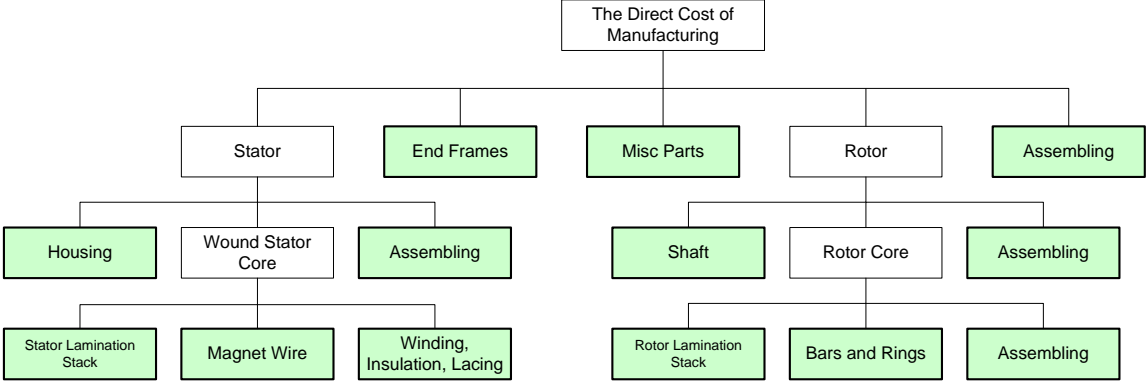 The Direct Cost of
Manufacturing
Stator
End Frames
Misc Parts
Rotor
Assembling
Housing
Wound Stator
Core
Assembling
Shaft
Rotor Core
Assembling
Stator Lamination
Stack
Magnet Wire
Winding,
Insulation, Lacing
Rotor Lamination
Stack
Bars and Rings
Assembling